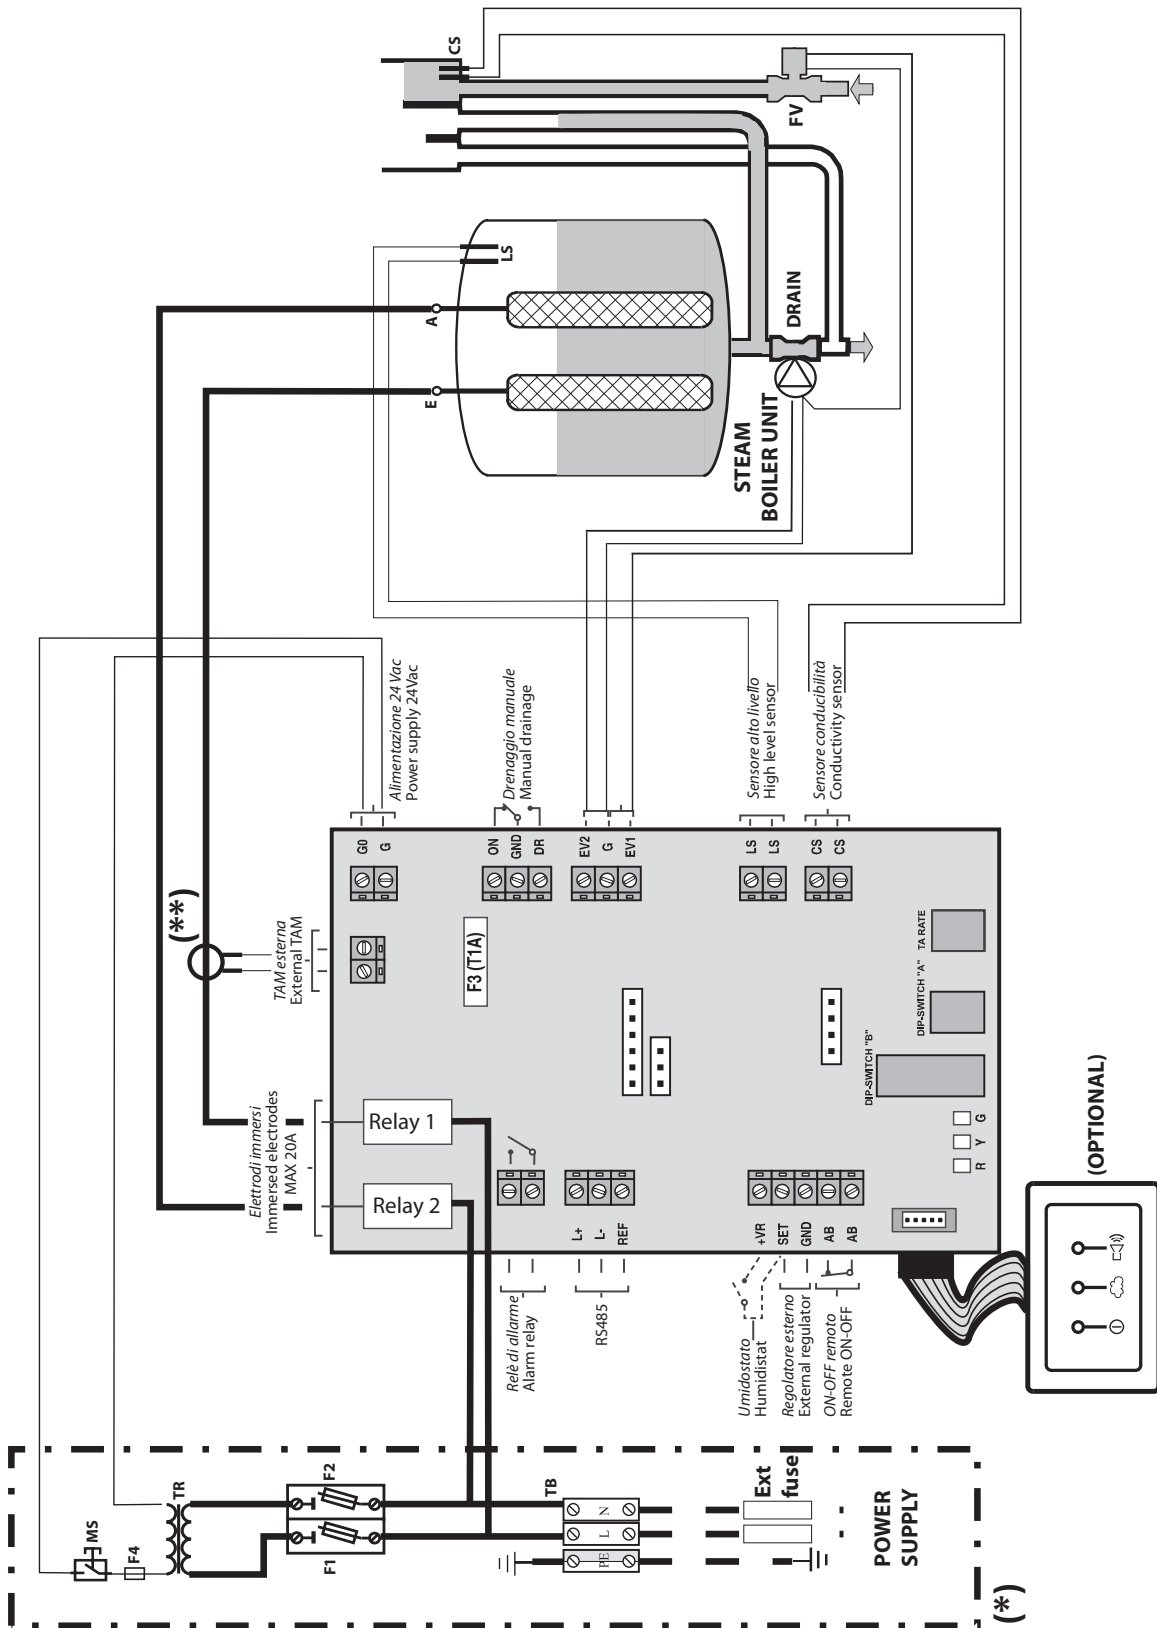 CS
FV
LS
A
E
DRAIN
STEAM
BOILER UNIT
Alimentazione 24 Vac
Power supply 24Vac
Drenaggio manuale
Manual drainage
Sensore alto livello
High level sensor
Sensore conducibilità
Conductivity sensor
(**)
TAM esterna
External TAM
G0
G
ON
GND
DR
EV2
G
EV1
LS
LS
CS
CS
F3 (T1A)
TA RATE
DIP-SWITCH "A"
DIP-SWITCH "B"
Elettrodi immersi
Immersed electrodes
MAX 20A
Relay 1
Relay 2
R
Y
G
L+
L-
REF
+VR
SET
GND
AB
AB
(OPTIONAL)
Relè di allarme
Alarm relay
RS485
Umidostato
Humidistat
Regolatore esterno
External regulator
ON-OFF remoto
Remote ON-OFF
MS
F4
TR
F2
F1
TB
N
L
PE
Ext
fuse
POWER
SUPPLY
(*)